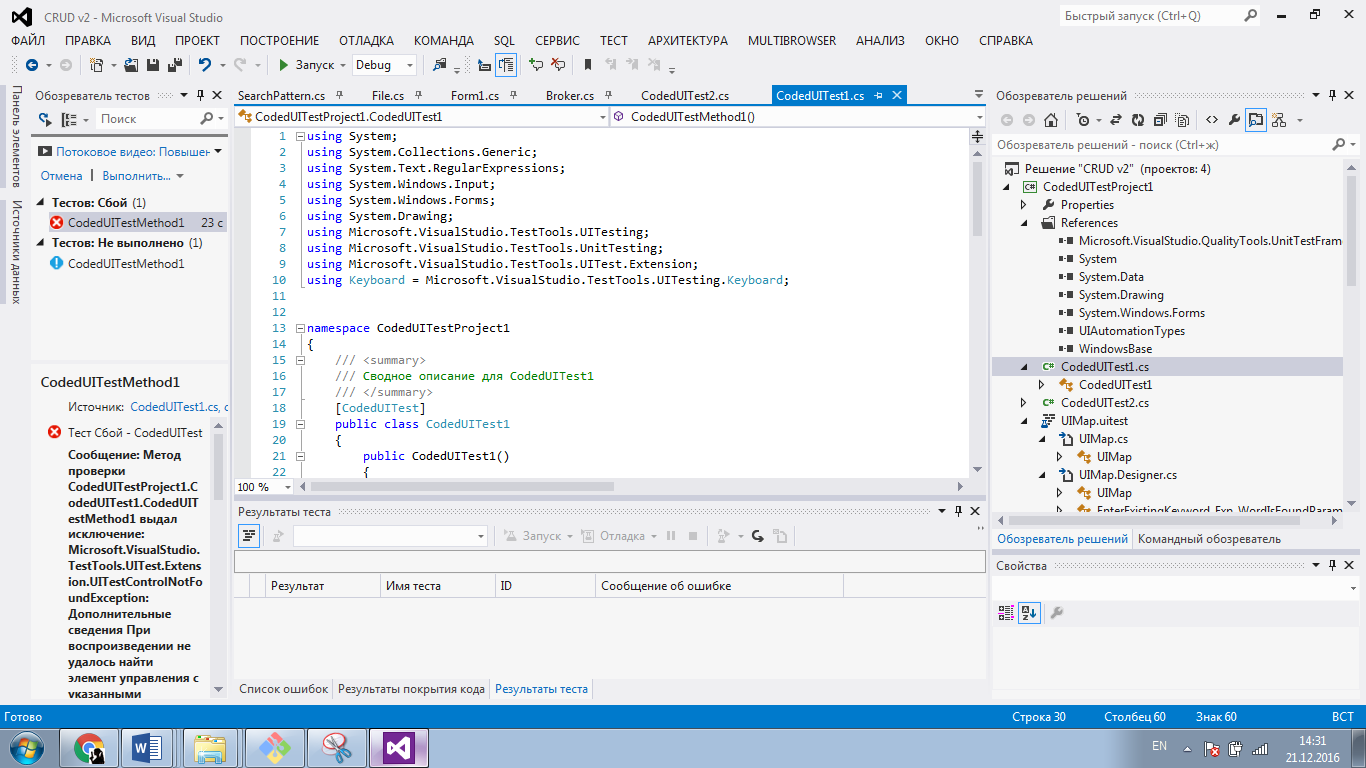 CRUD v2 - Microsoft Visual Studio
Быстрый запуск (Ctrl+Q)
ФАЙЛ ПРАВКА ВИД ПРОЕКТ ПОСТРОЕНИЕ ОТЛАДКА КОМАНДА SQL СЕРВИС ТЕСТ АРХИТЕКТУРА MULTIBROWSER АНАЛИЗ ОКНО СПРАВКА
Запуск Debug
Панель элементов
Источники данных
Обозреватель тестов
Поиск
Потоковое видео: Повышен
Отмена | Выполнить...
Тестов: Сбой (1)
CodedUITestMethod1 23 с
Тестов: Не выполнено (1)
CodedUITestMethod1
CodedUITestMethod1
Источник: CodedUITest1.cs, с
Тест Сбой - CodedUITest
Сообщение: Метод
проверки
CodedUITestProject1.C
odedUITest1.CodedUIT
estMethod1 выдал
исключение:
Microsoft.VisualStudio.
TestTools.UITest.Exten
sion.UITestControlNotFo
undException:
Дополнительные
сведения При
воспроизведении не
удалось найти
элемент управления с
указанными
SearchPattern.cs File.cs Form1.cs Broker.cs CodedUITest2.cs CodedUITest1.cs
CodedUITestProject1.CodedUITest1 CodedUITestMethod1()
1 using System;
2 using System.Collections.Generic;
3 using System.Text.RegularExpressions;
4 using System.Windows.Input;
5 using System.Windows.Forms;
6 using System.Drawing;
7 using Microsoft.VisualStudio.TestTools.UITesting;
8 using Microsoft.VisualStudio.TestTools.UnitTesting;
9 using Microsoft.VisualStudio.TestTools.UITest.Extension;
10 using Keyboard = Microsoft.VisualStudio.TestTools.UITesting.Keyboard;
11
12
13 namespace CodedUITestProject1
14 {
15 /// <summary>
16 /// Сводное описание для CodedUITest1
17 /// </summary>
18 [CodedUITest]
19 public class CodedUITest1
20 {
21 public CodedUITest1()
22 {
100 %
Результаты теста
Запуск Отладка
Результат Имя теста ID Сообщение об ошибке
Список ошибок Результаты покрытия кода Результаты теста
Обозреватель решений
Обозреватель решений - поиск (Ctrl+ж)
Решение "CRUD v2" (проектов: 4)
CodedUITestProject1
Properties
References
Microsoft.VisualStudio.QualityTools.UnitTestFram
System
System.Data
System.Drawing
System.Windows.Forms
UIAutomationTypes
WindowsBase
CodedUITest1.cs
CodedUITest1
CodedUITest2.cs
UIMap.uitest
UIMap.cs
UIMap
UIMap.Designer.cs
UIMap
EnterExistingKeyword_Exp_WordIsFoundParam
Обозреватель решений Командный обозреватель
Свойства
Готово Строка 30 Столбец 60 Знак 60 ВСТ
EN
14:31
21.12.2016